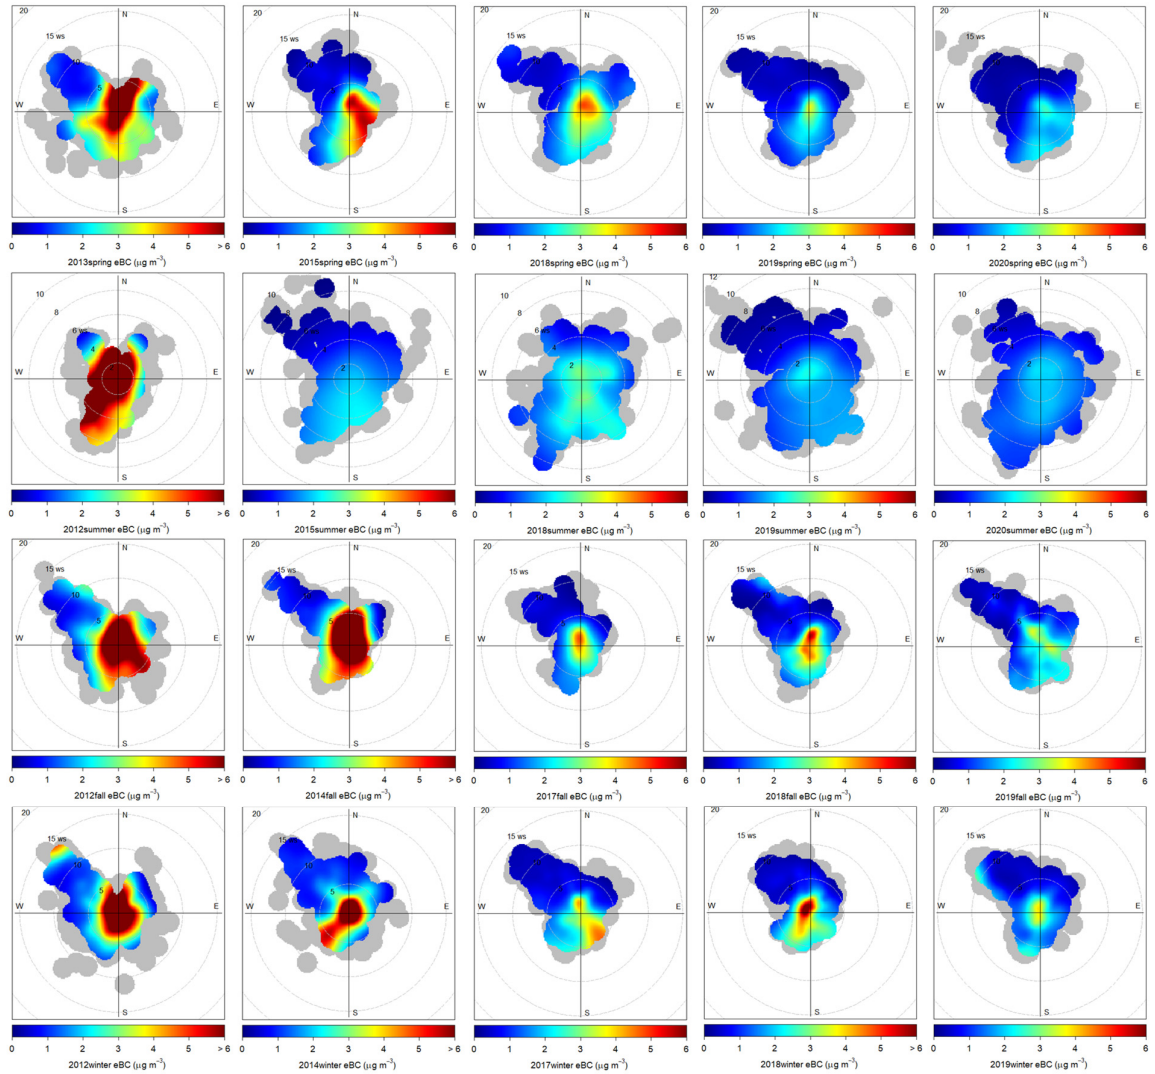 20 N 20 N 20 N 20 N 20 N
15 ws 15 ws 15 ws 15 ws 15 ws
10 10 10
5 5 5 5
W E W E W E W E W E
S S S S S
0 1 2 3 4 5 > 6 0 1 2 3 4 5 6 0 1 2 3 4 5 6 0 1 2 3 4 5 6 0 1 2 3 4 5 6
2013spring eBC (μg m⁻³) 2015spring eBC (μg m⁻³) 2018spring eBC (μg m⁻³) 2019spring eBC (μg m⁻³) 2020spring eBC (μg m⁻³)
10 N 10 N 10 N 12 N 12 N
8 8 8 10 10
6 ws 6 ws 8 8
4 4 4
2 2 2 2
W E W E W E W E W E
S S S S S
0 1 2 3 4 5 > 6 0 1 2 3 4 5 6 0 1 2 3 4 5 6 0 1 2 3 4 5 6 0 1 2 3 4 5 6
2012summer eBC (μg m⁻³) 2015summer eBC (μg m⁻³) 2018summer eBC (μg m⁻³) 2019summer eBC (μg m⁻³) 2020summer eBC (μg m⁻³)
20 N 20 N 20 N 20 N 20 N
15 ws 15 ws 15 ws 15 ws 15 ws
10 10 10
5 5 5 5
W E W E W E W E W E
S S S S S
0 1 2 3 4 5 > 6 0 1 2 3 4 5 > 6 0 1 2 3 4 5 6 0 1 2 3 4 5 6 0 1 2 3 4 5 6
2012fall eBC (μg m⁻³) 2014fall eBC (μg m⁻³) 2017fall eBC (μg m⁻³) 2018fall eBC (μg m⁻³) 2019fall eBC (μg m⁻³)
20 N 20 N 20 N 20 N 20 N
15 ws 15 ws 15 ws 15 ws 15 ws
10 10
5 5
W E W E W E W E W E
S S S S S
0 1 2 3 4 5 > 6 0 1 2 3 4 5 > 6 0 1 2 3 4 5 6 0 1 2 3 4 5 6 0 1 2 3 4 5 6
2012winter eBC (μg m⁻³) 2014winter eBC (μg m⁻³) 2017winter eBC (μg m⁻³) 2018winter eBC (μg m⁻³) 2019winter eBC (μg m⁻³)